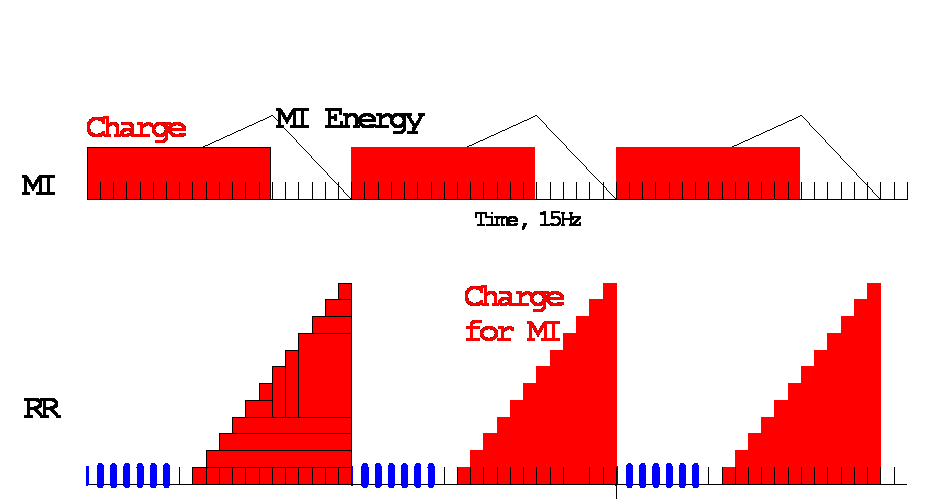 MI Energy
Charge
MI
Time, 15Hz
Charge
for MI
RR